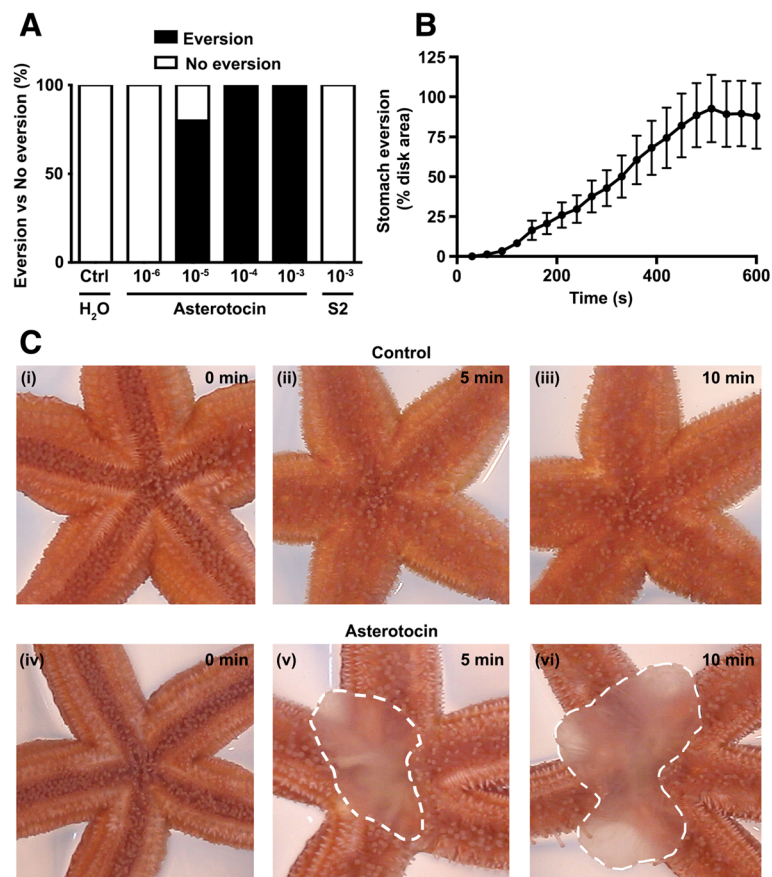 A
Eversion
No eversion
Eversion vs No eversion (%)
100
50
0
Ctrl 10-6 10-5 10-4 10-3 10-3
H2O Asterotocin S2
B
Stomach eversion
(% disk area)
125
100
75
50
25
0
0 200 400 600
Time (s)
C
Control
(i) 0 min (ii) 5 min (iii) 10 min
Asterotocin
(iv) 0 min (v) 5 min (vi) 10 min